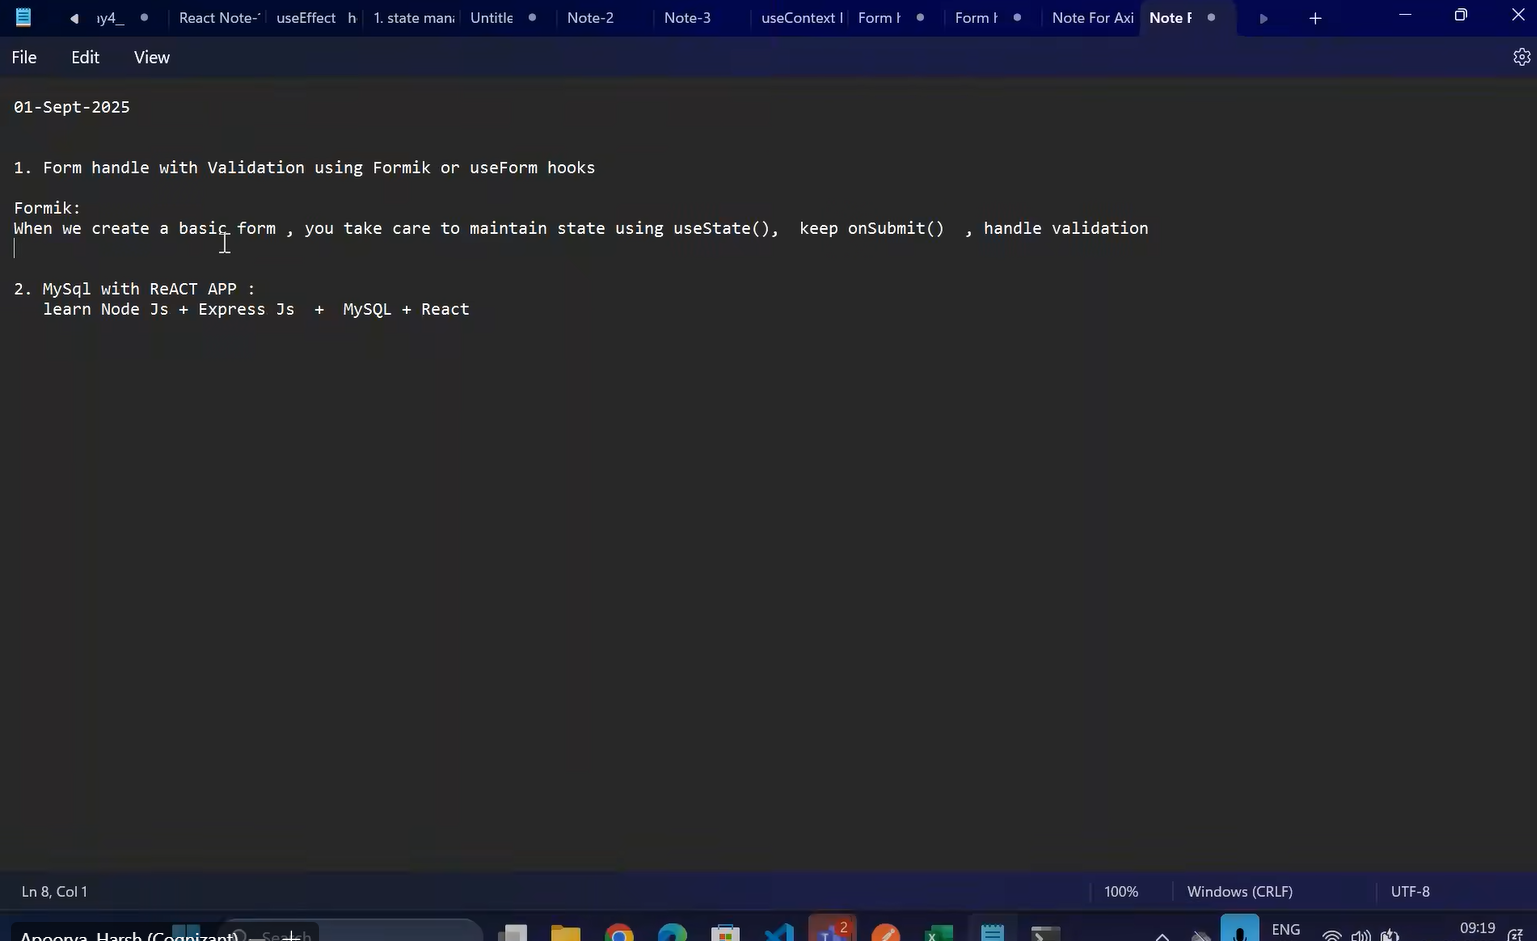 ıy4_
React Note-
useEffect h
1. state man
Untitle
Note-2
Note-3
useContext
Form
Form
Note For Axi
Note
File Edit View
01-Sept-2025
1. Form handle with Validation using Formik or useForm hooks
Formik:
When we create a basic form , you take care to maintain state using useState(), keep onSubmit() , handle validation
2. MySql with ReACT APP :
learn Node Js + Express Js + MySQL + React
Ln 8, Col 1
100%
Windows (CRLF)
UTF-8
Apoorva, Harsh (Cognizant)
Search
2
ENG
09:19